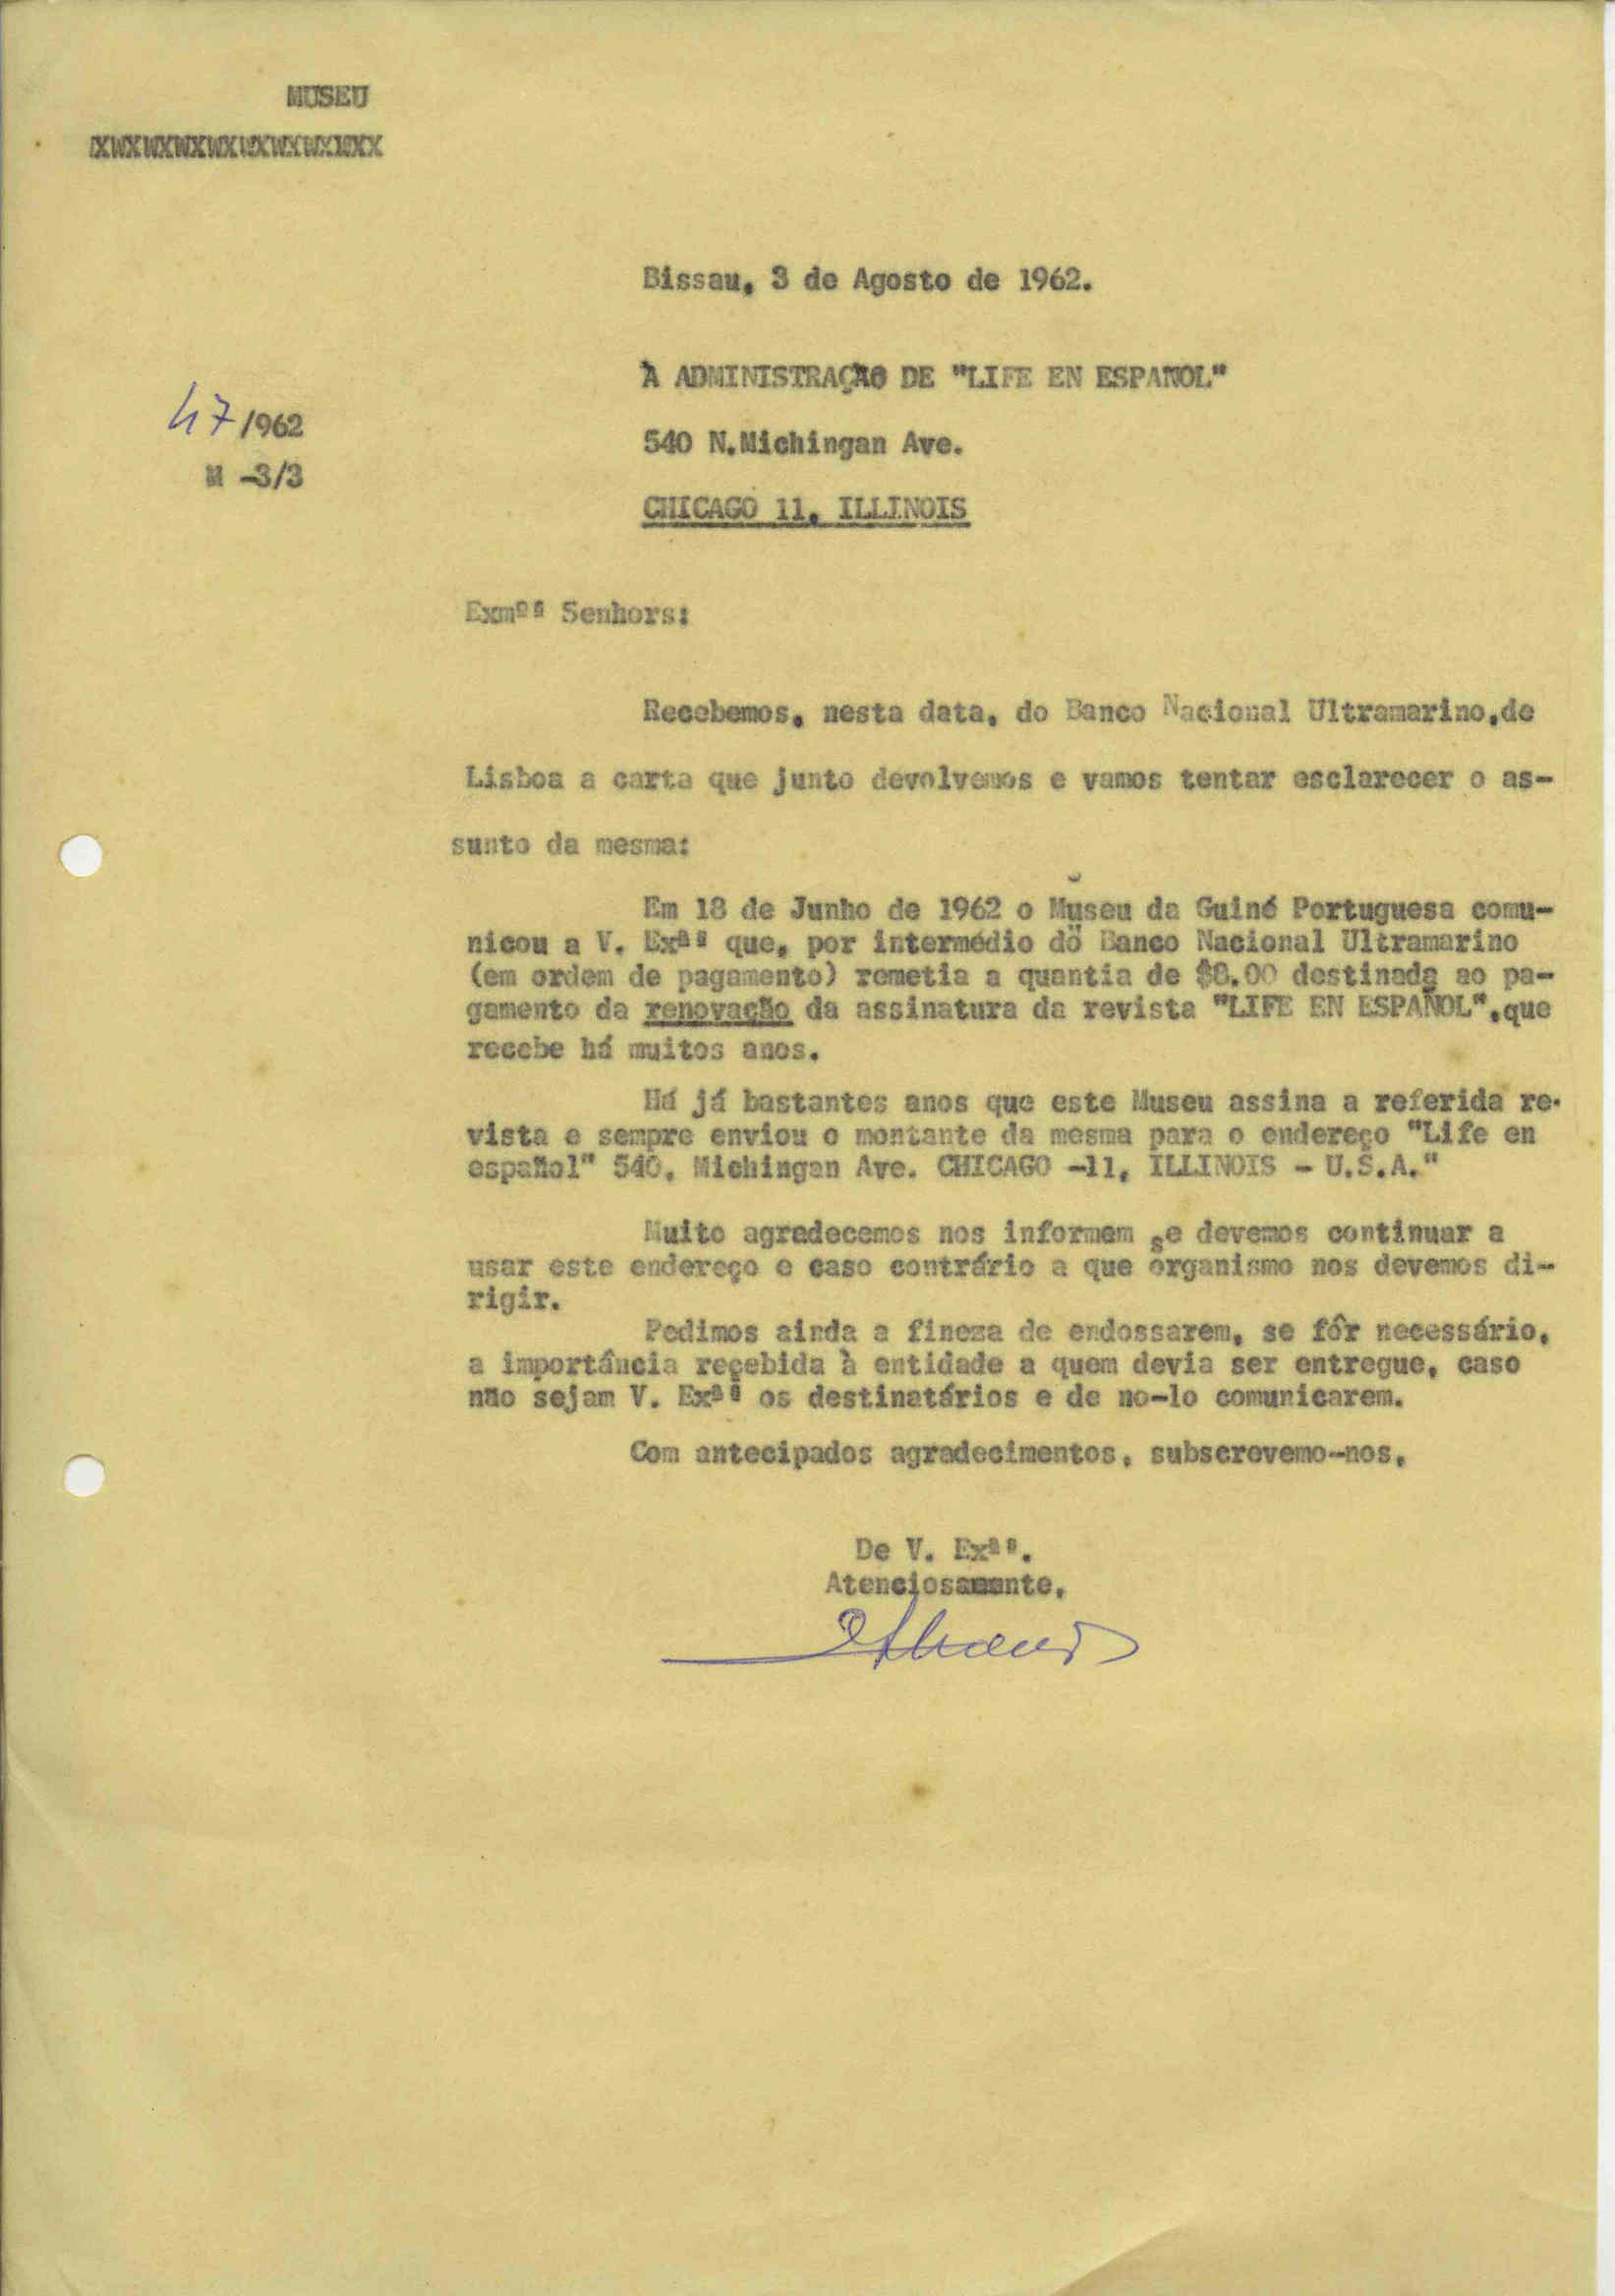 MUSEU
XWXWXWXWXWXWXWXWXWXX
Bissau, 3 de Agosto de 1962.
À ADMINISTRAÇÃO DE "LIFE EN ESPAÑOL"
47/962
540 N.Michingan Ave.
M -3/3
CHICAGO 11, ILLINOIS
Exmºs Senhors:
Recebemos, nesta data, do Banco Nacional Ultramarino,de
Lisboa a carta que junto devolvemos e vamos tentar esclarecer o as-
sunto da mesma:
Em 18 de Junho de 1962 o Museu da Guiné Portuguesa comu-
nicou a V. Exªs que, por intermédio do Banco Nacional Ultramarino
(em ordem de pagamento) remetia a quantia de $8.00 destinada ao pa-
gamento da renovação da assinatura da revista "LIFE EN ESPAÑOL",que
recebe há muitos anos.
Há já bastantes anos que este Museu assina a referida re-
vista e sempre enviou o montante da mesma para o endereço "Life en
español" 540, Michingan Ave. CHICAGO -11, ILLINOIS - U.S.A."
Muito agradecemos nos informem se devemos continuar a
usar este endereço e caso contrário a que organismo nos devemos di-
rigir.
Pedimos ainda a fineza de endossarem, se fôr necessário,
a importância reçebida à entidade a quem devia ser entregue, caso
não sejam V. Exªs os destinatários e de no-lo comunicarem.
Com antecipados agradecimentos, subscrevemo-nos,
De V. Exªs.
Atenciosamente,